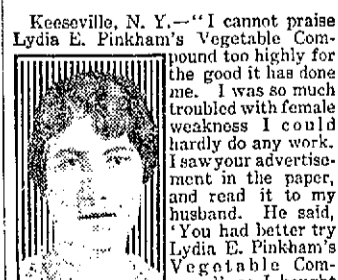 Keeseville, N. Y.—"I cannot praise
Lydia E. Pinkham's Vegetable Com-
pound too highly for
the good it has done
me. I was so much
troubled with female
weakness I could
hardly do any work.
I saw your advertise-
ment in the paper,
and read it to my
husband. He said,
'You had better try
Lydia E. Pinkham's
Vegetable Com-